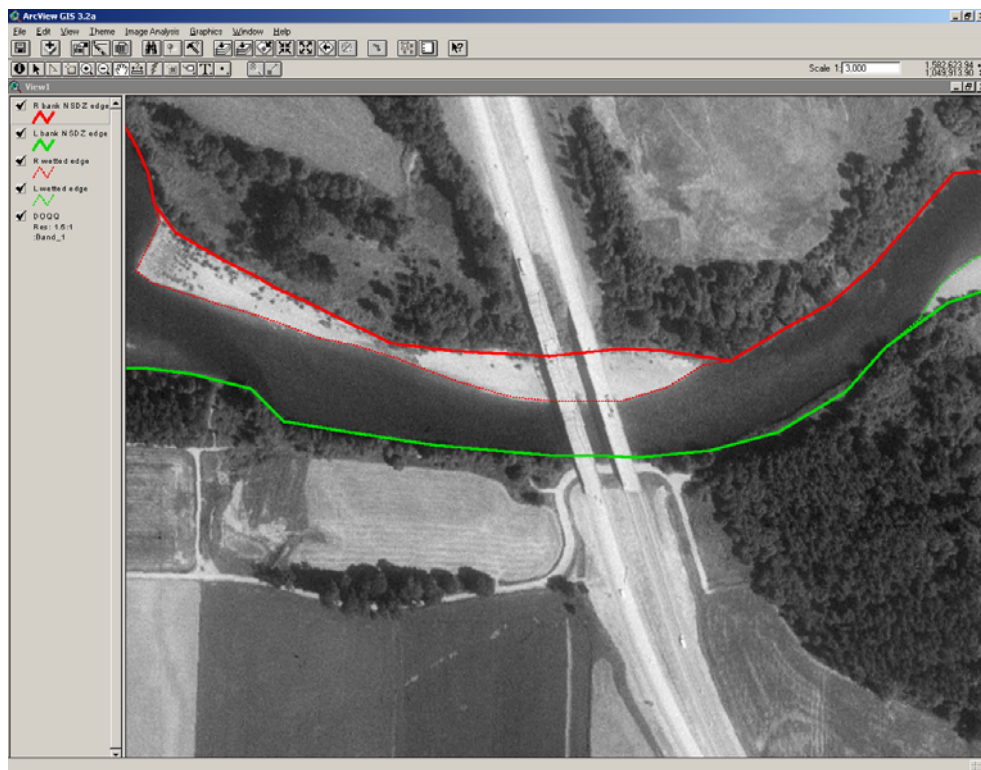 ArcView GIS 3.2a
File Edit View Theme Image Analysis Graphics Window Help
Scale 1: 3,000
1,582,623.94
1,049,913.90
View1
R bank NSDZ edge
L bank NSDZ edge
R wetted edge
L wetted edge
DOQQ
Res: 1.5:1
:Band_1